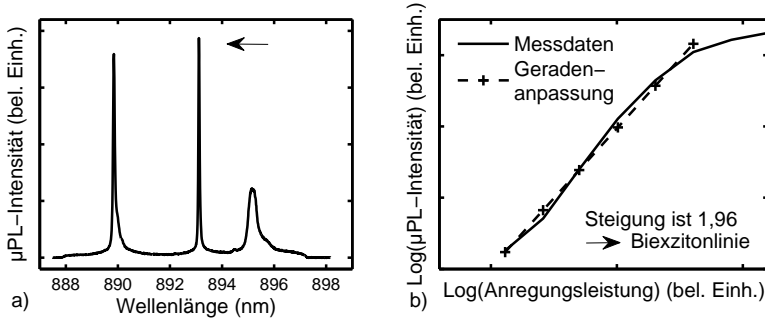 µPL−Intensität (bel. Einh.)
888 890 892 894 896 898
Wellenlänge (nm)
a)
Log(µPL−Intensität) (bel. Einh.)
Messdaten
Geraden−
anpassung
Steigung ist 1,96
Biexzitonlinie
Log(Anregungsleistung) (bel. Einh.)
b)